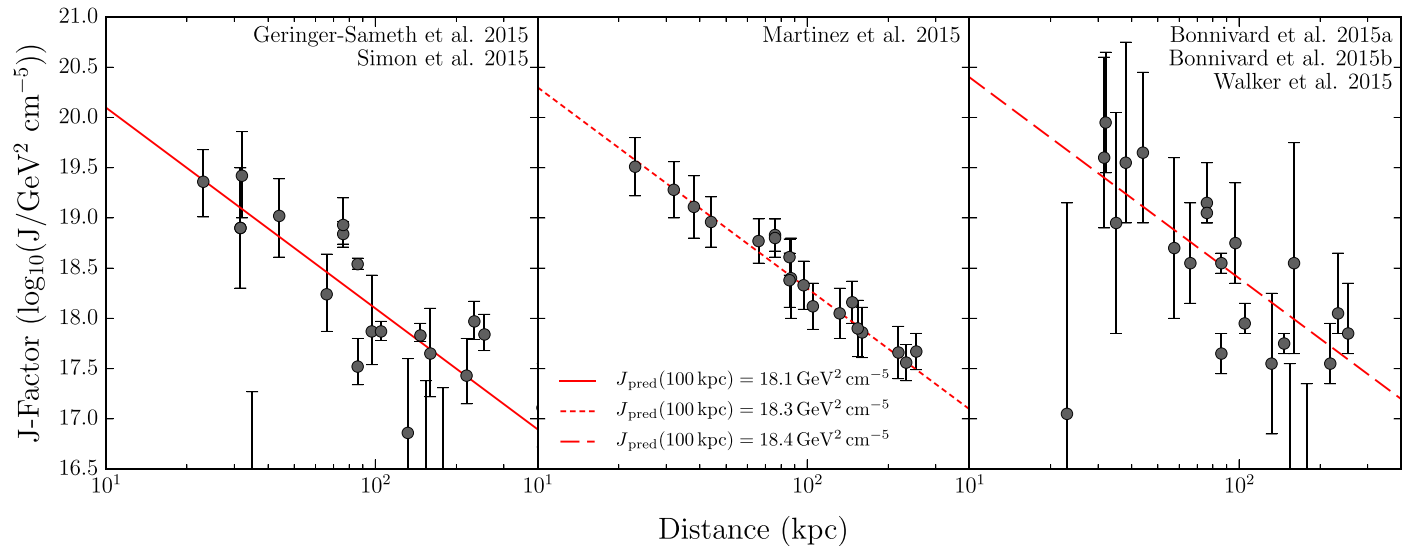 J-Factor (log₁₀(J/GeV² cm⁻⁵))
21.0
20.5
20.0
19.5
19.0
18.5
18.0
17.5
17.0
16.5
Geringer-Sameth et al. 2015
Simon et al. 2015
Martinez et al. 2015
Bonnivard et al. 2015a
Bonnivard et al. 2015b
Walker et al. 2015
J_pred(100 kpc) = 18.1 GeV² cm⁻⁵
J_pred(100 kpc) = 18.3 GeV² cm⁻⁵
J_pred(100 kpc) = 18.4 GeV² cm⁻⁵
10¹ 10² 10¹ 10² 10¹ 10²
Distance (kpc)